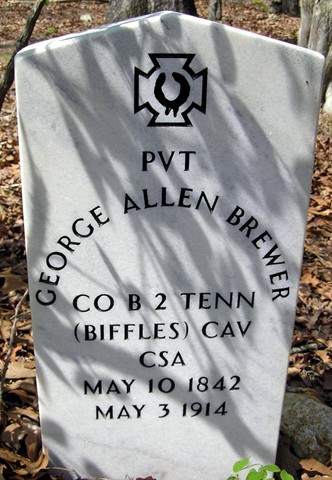 PVT
GEORGE ALLEN BREWER
CO B 2 TENN
(BIFFLES) CAV
CSA
MAY 10 1842
MAY 3 1914